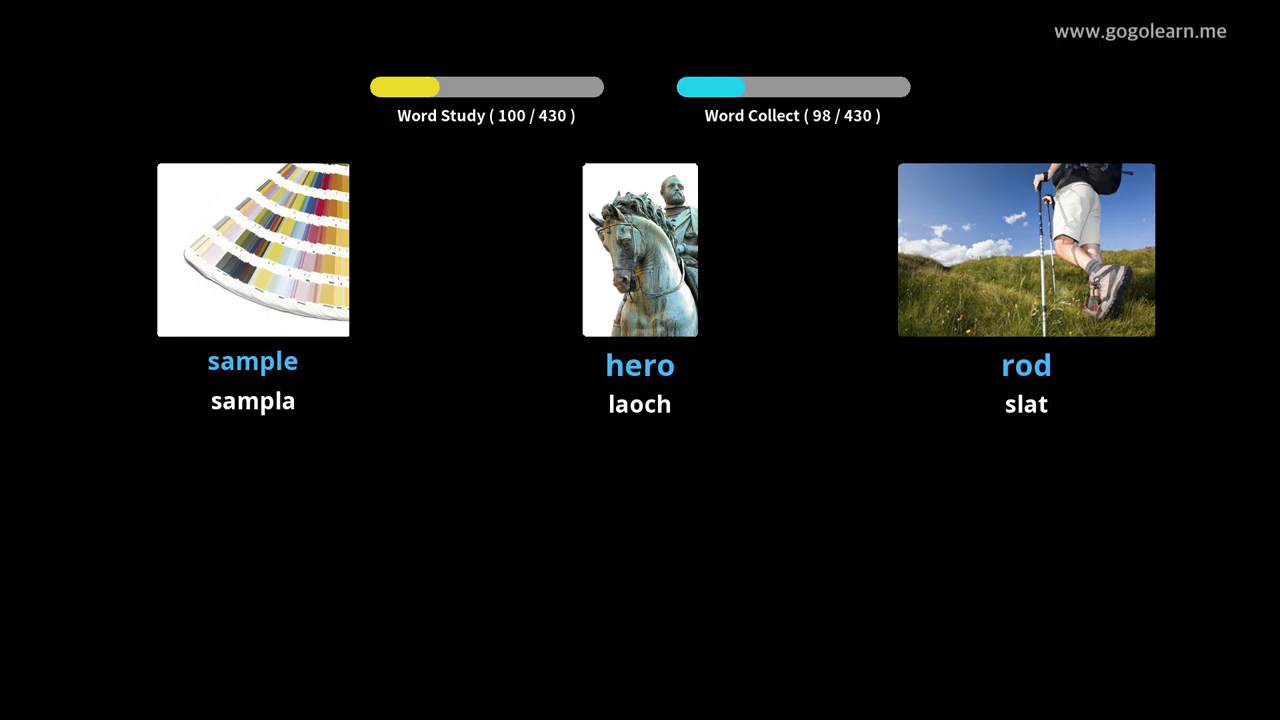 www.gogolearn.me
Word Study ( 100 / 430 )
Word Collect ( 98 / 430 )
sample
hero
rod
sampla
laoch
slat